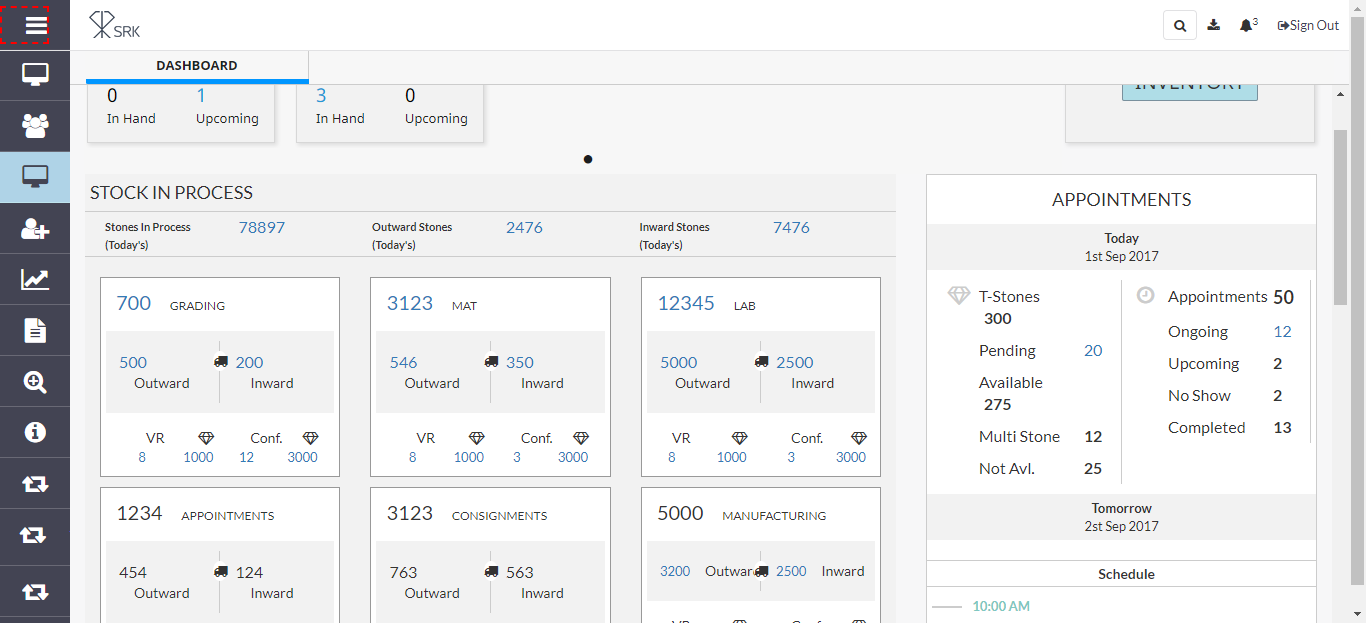 SRK
3
Sign Out
DASHBOARD
0 1
In Hand Upcoming
3 0
In Hand Upcoming
INVENTORY
STOCK IN PROCESS
Stones In Process (Today's) 78897
Outward Stones (Today's) 2476
Inward Stones (Today's) 7476
700 GRADING
500 200
Outward Inward
VR Conf.
8 1000 12 3000
3123 MAT
546 350
Outward Inward
VR Conf.
8 1000 3 3000
12345 LAB
5000 2500
Outward Inward
VR Conf.
8 1000 3 3000
1234 APPOINTMENTS
454 124
Outward Inward
3123 CONSIGNMENTS
763 563
Outward Inward
5000 MANUFACTURING
3200 Outward 2500 Inward
APPOINTMENTS
Today
1st Sep 2017
T-Stones
300
Pending 20
Available
275
Multi Stone 12
Not Avl. 25
Appointments 50
Ongoing 12
Upcoming 2
No Show 2
Completed 13
Tomorrow
2st Sep 2017
Schedule
10:00 AM